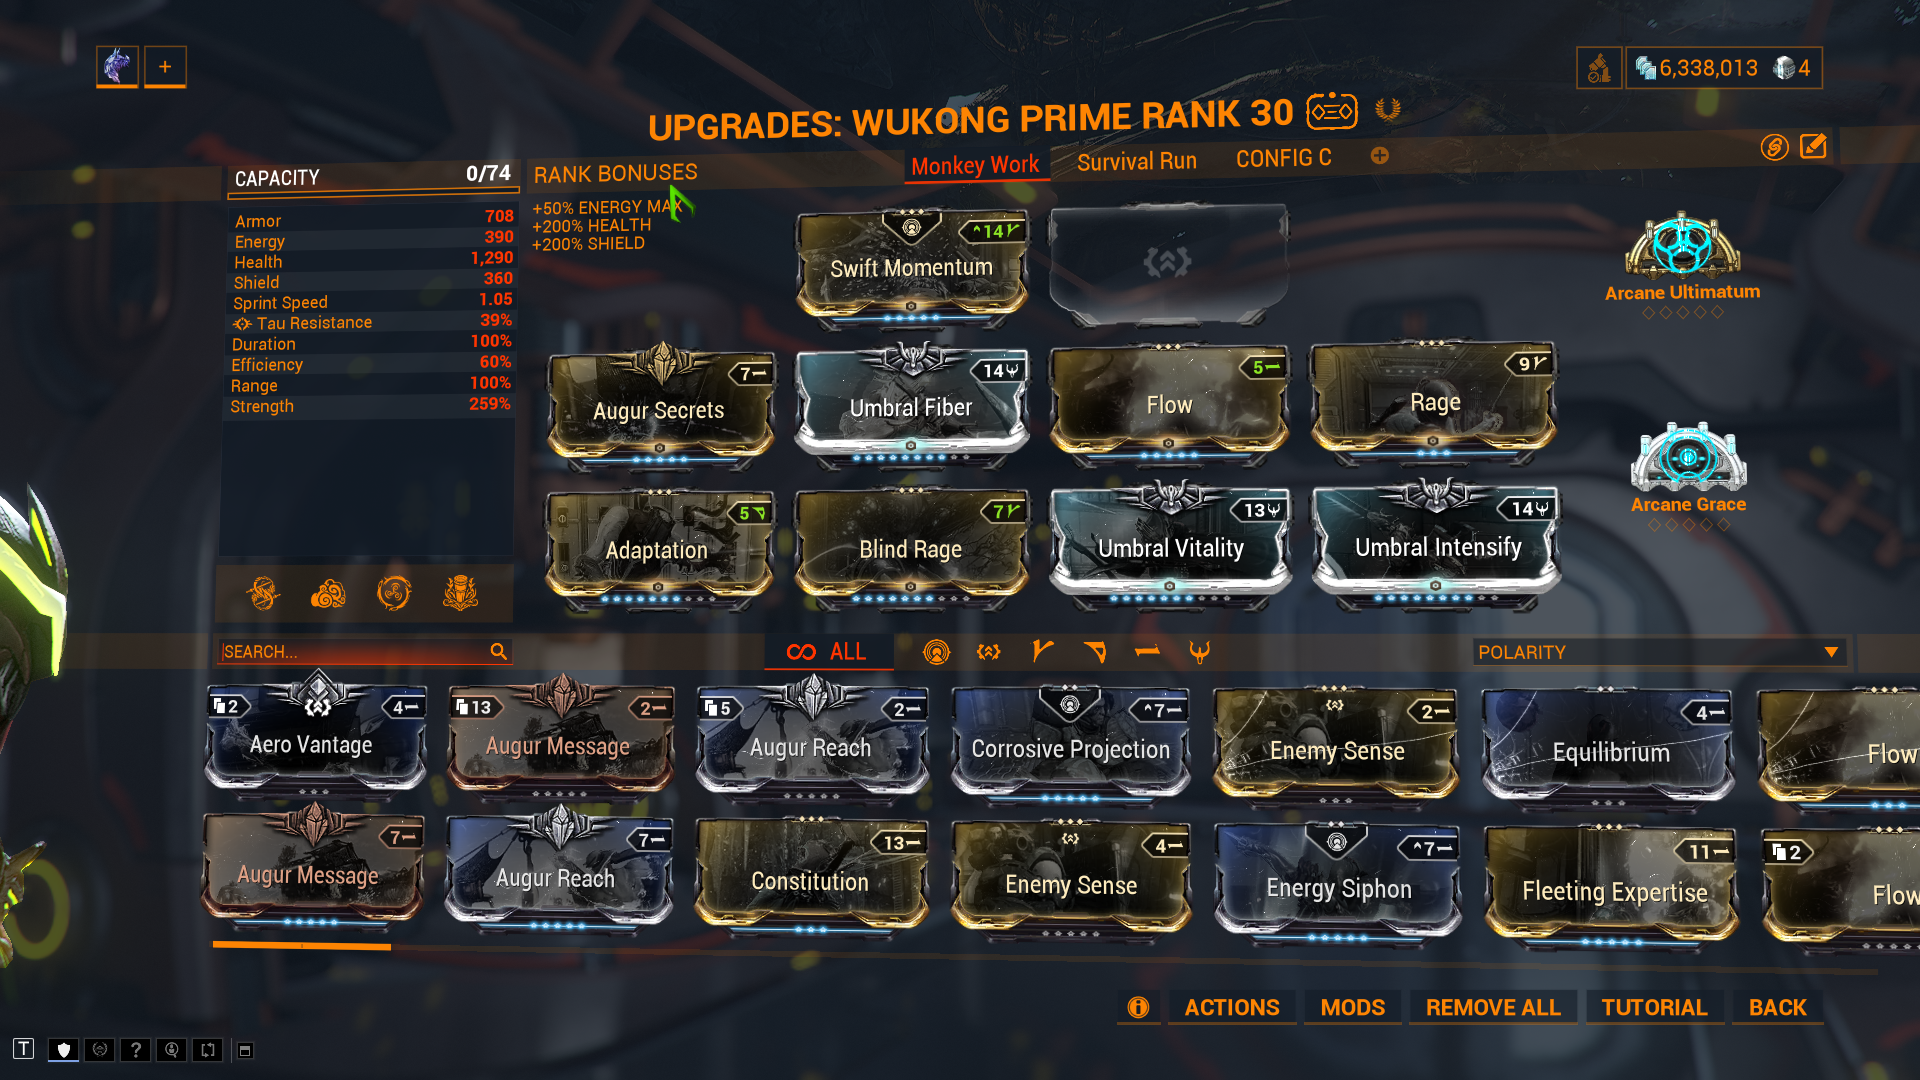 6,338,013
4
UPGRADES: WUKONG PRIME RANK 30
CAPACITY 0/74
RANK BONUSES
Monkey Work
Survival Run
CONFIG C
+50% ENERGY MAX
+200% HEALTH
+200% SHIELD
Armor 708
Energy 390
Health 1,290
Shield 360
Sprint Speed 1.05
Tau Resistance 39%
Duration 100%
Efficiency 60%
Range 100%
Strength 259%
14
Swift Momentum
Arcane Ultimatum
7
Augur Secrets
14
Umbral Fiber
5
Flow
9
Rage
Arcane Grace
5
Adaptation
7
Blind Rage
13
Umbral Vitality
14
Umbral Intensify
SEARCH...
ALL
POLARITY
2
4
Aero Vantage
13
2
Augur Message
5
2
Augur Reach
7
Corrosive Projection
2
Enemy Sense
4
Equilibrium
Flow
7
Augur Message
7
Augur Reach
13
Constitution
4
Enemy Sense
7
Energy Siphon
11
Fleeting Expertise
2
Flow
ACTIONS
MODS
REMOVE ALL
TUTORIAL
BACK
T
?